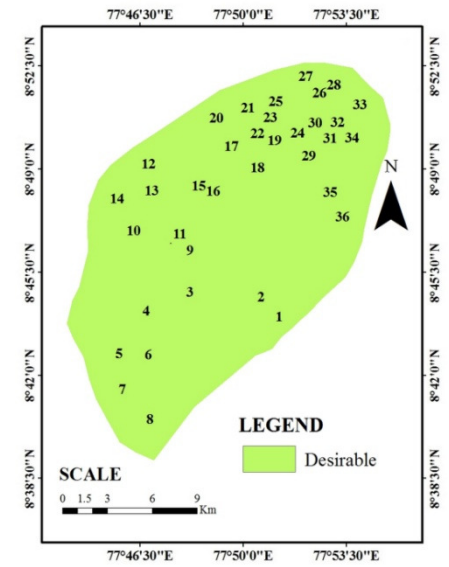 77°46'30"E 77°50'0"E 77°53'30"E
8°52'30"N 8°52'30"N
27
28
26
25
33
21
23
20
30 32
22 24
19 31 34
17
29
12 18
8°49'0"N 8°49'0"N
N
15 16
13 35
14
36
10 11
9
8°45'30"N 8°45'30"N
3
2
4
1
5 6
8°42'0"N 8°42'0"N
7
8
LEGEND
Desirable
SCALE
8°38'30"N 8°38'30"N
0 1.5 3 6 9
Km
77°46'30"E 77°50'0"E 77°53'30"E